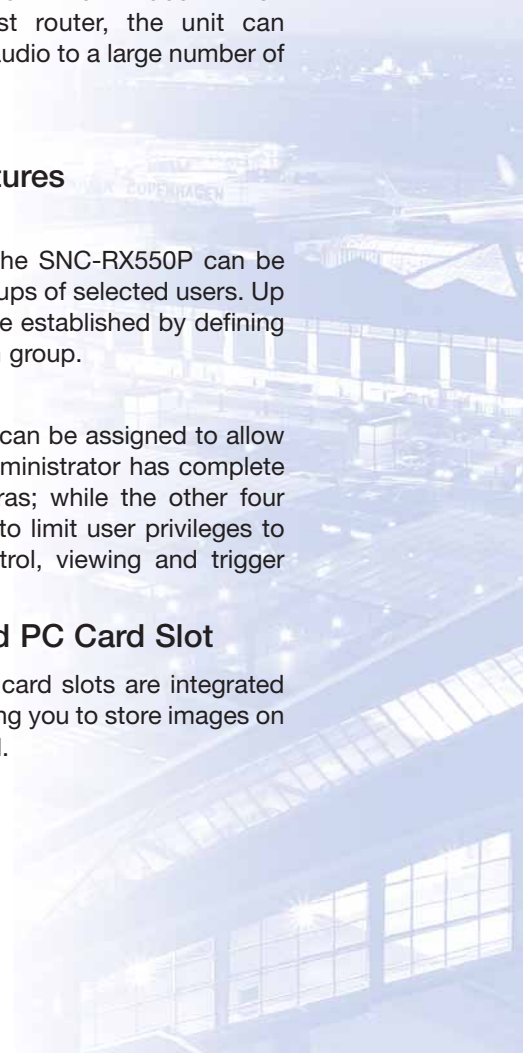 st router, the unit can
audio to a large number of
tures
he SNC-RX550P can be
ups of selected users. Up
e established by defining
group.
can be assigned to allow
ministrator has complete
ras; while the other four
to limit user privileges to
trol, viewing and trigger
d PC Card Slot
card slots are integrated
ng you to store images on
COPENHAGEN